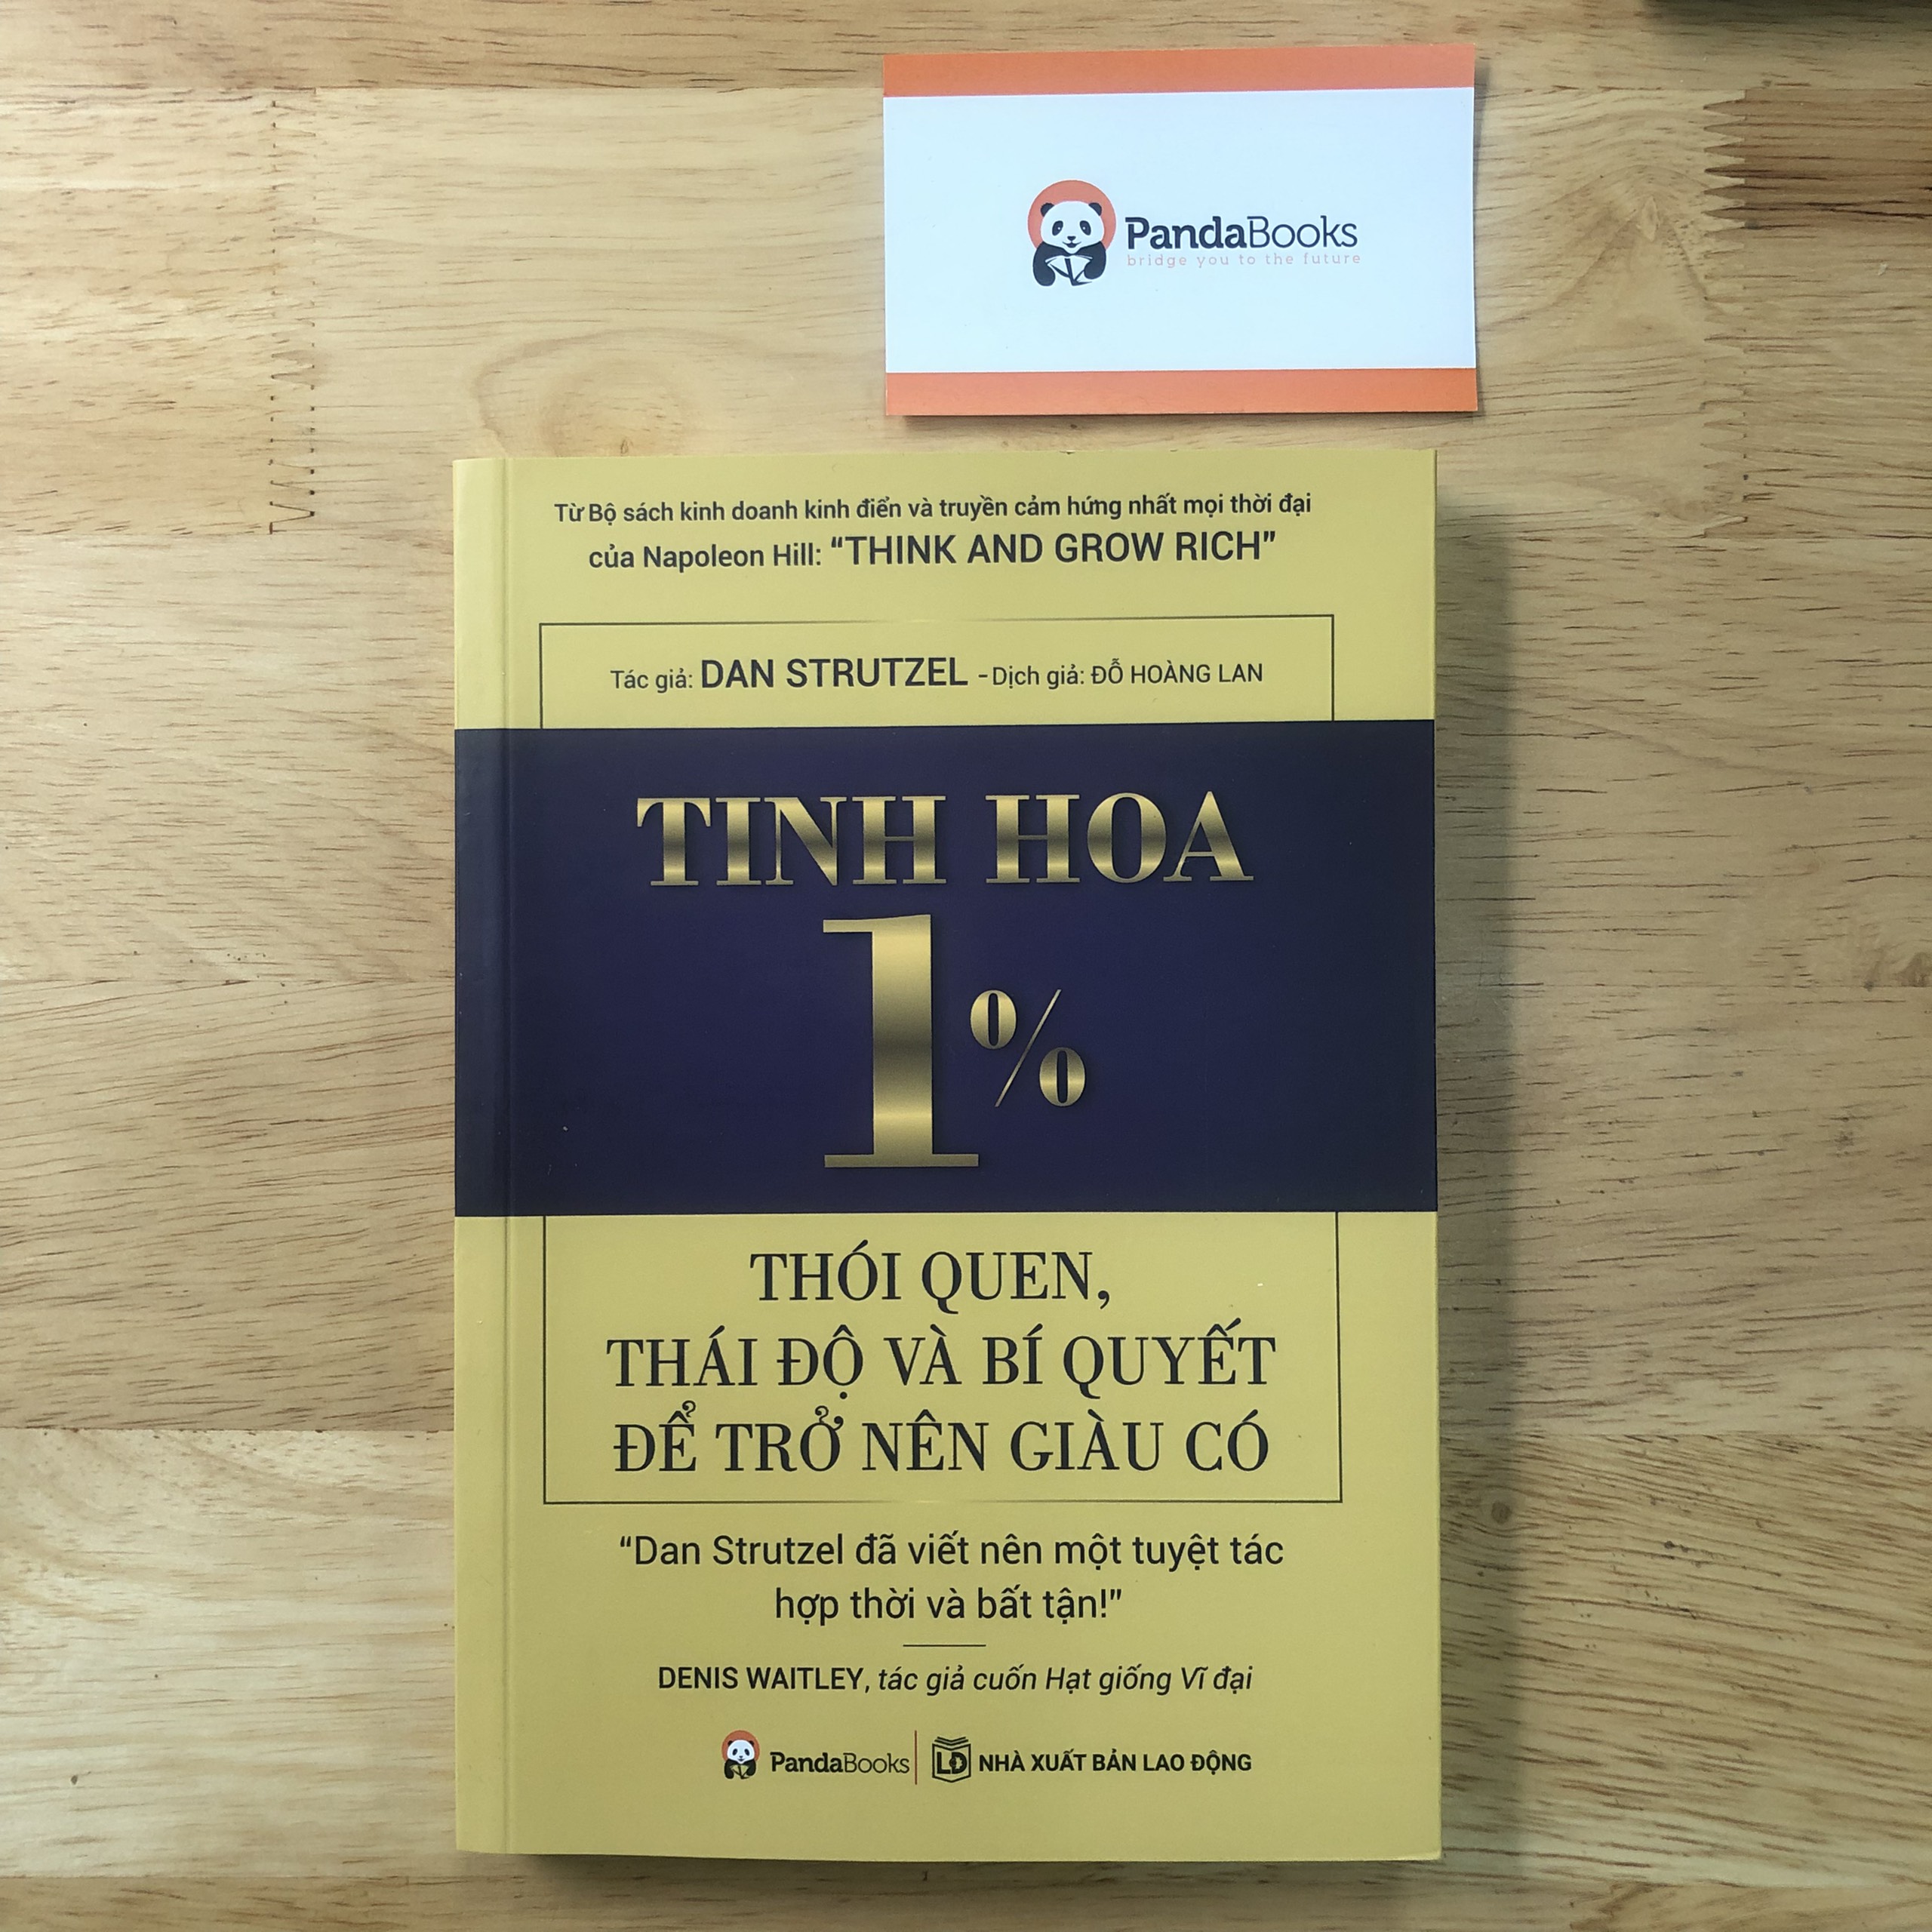 PandaBooks
bridge you to the future
Từ Bộ sách kinh doanh kinh điển và truyền cảm hứng nhất mọi thời đại
của Napoleon Hill: “THINK AND GROW RICH”
Tác giả: DAN STRUTZEL - Dịch giả: ĐỖ HOÀNG LAN
TINH HOA
1%
THÓI QUEN,
THÁI ĐỘ VÀ BÍ QUYẾT
ĐỂ TRỞ NÊN GIÀU CÓ
“Dan Strutzel đã viết nên một tuyệt tác
hợp thời và bất tận!”
DENIS WAITLEY, tác giả cuốn Hạt giống Vĩ đại
PandaBooks LĐ NHÀ XUẤT BẢN LAO ĐỘNG